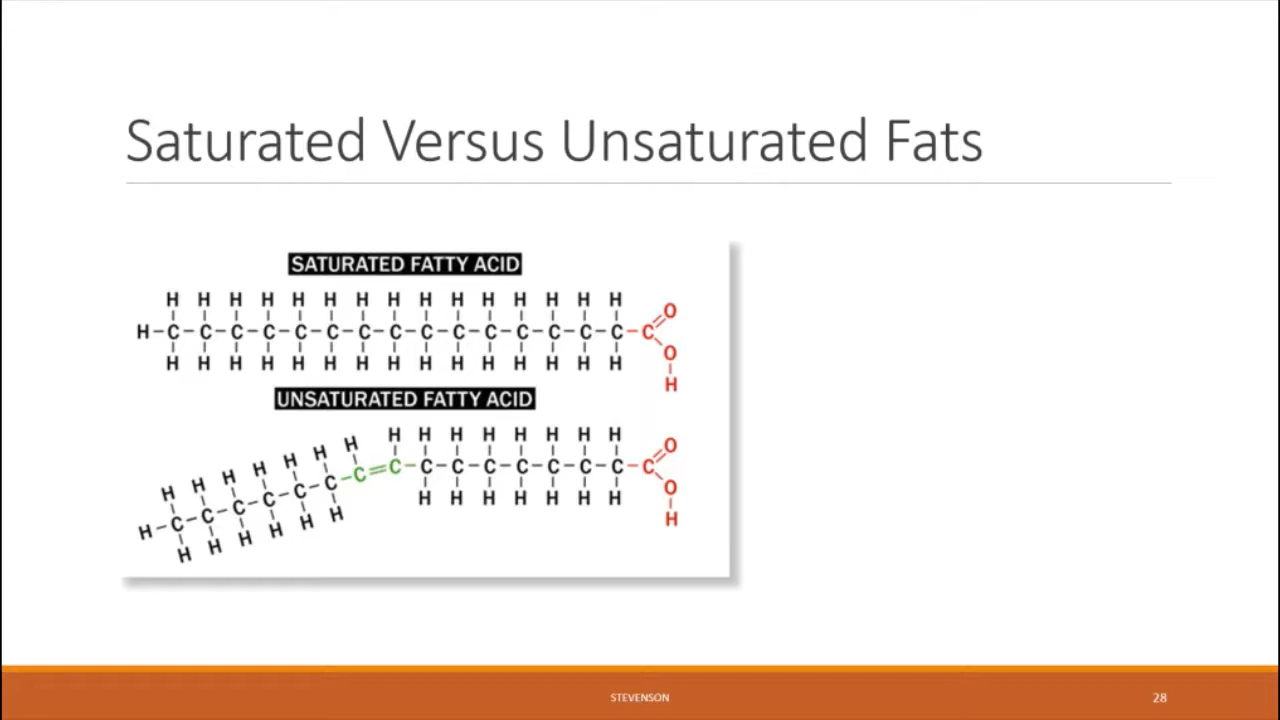 Saturated Versus Unsaturated Fats
SATURATED FATTY ACID
H H H H H H H H H H H H H H H O
H-C-C-C-C-C-C-C-C-C-C-C-C-C-C-C-C
H H H H H H H H H H H H H H H O
H
UNSATURATED FATTY ACID
H H H H H H H H H H H H H H H O
H-C-C-C-C-C-C-C=C-C-C-C-C-C-C-C-C
H H H H H H H H H H H H H O
H
STEVENSON
28